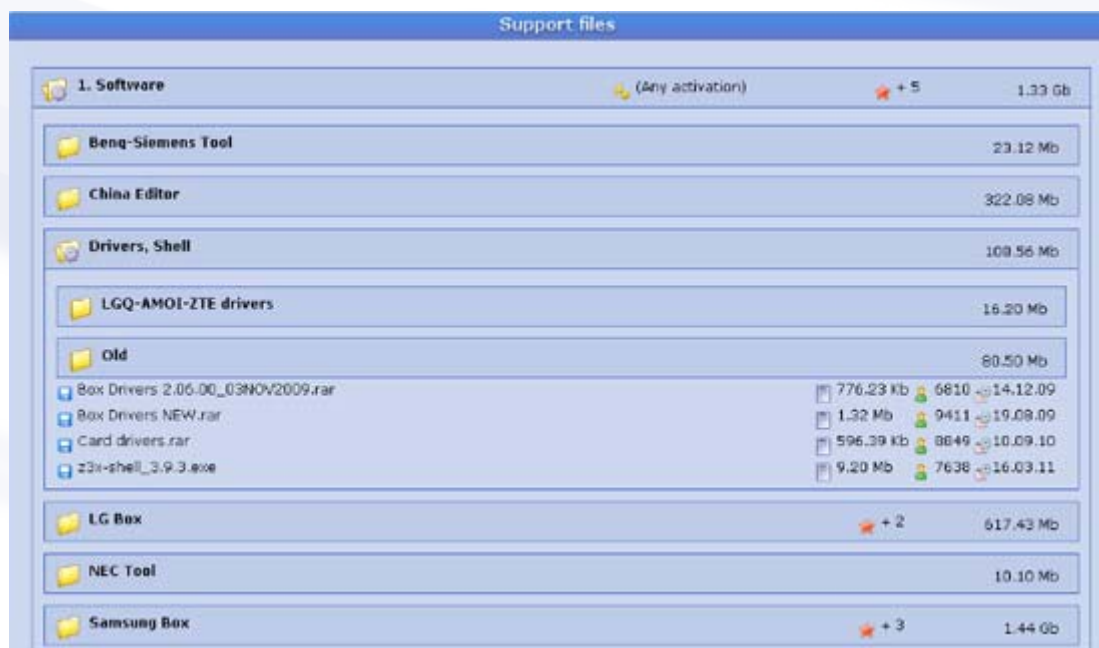 Support files
1. Software (Any activation) + 5 1.33 Gb
Benq-Siemens Tool 23.12 Mb
China Editor 322.08 Mb
Drivers, Shell 108.56 Mb
LGQ-AMOI-ZTE drivers 16.20 Mb
Old 80.50 Mb
Box Drivers 2.06.00_03NOV2009.rar 776.23 Kb 6810 14.12.09
Box Drivers NEW.rar 1.32 Mb 9411 19.08.09
Card drivers.rar 596.39 Kb 8849 10.09.10
z3x-shell_3.9.3.exe 9.20 Mb 7638 16.03.11
LG Box + 2 617.43 Mb
NEC Tool 10.10 Mb
Samsung Box + 3 1.44 Gb